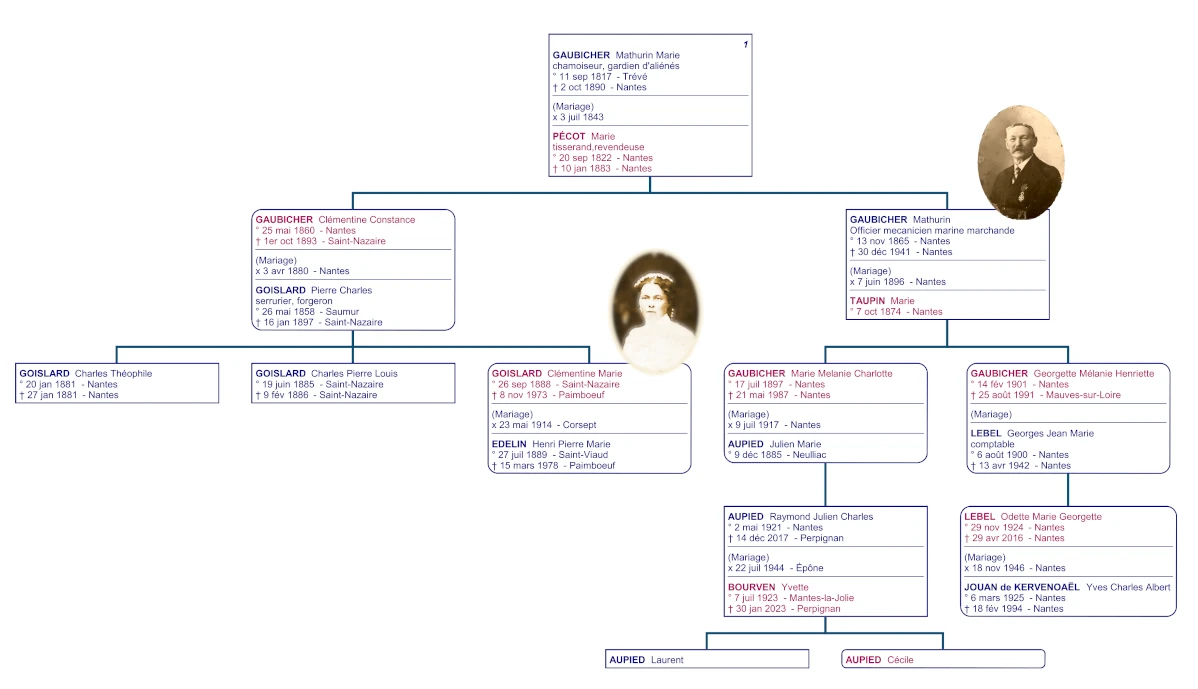 1
GAUBICHER Mathurin Marie
chamoiseur, gardien d'aliénés
° 11 sep 1817 - Trévé
† 2 oct 1890 - Nantes
(Mariage)
x 3 juil 1843
PÉCOT Marie
tisserand,revendeuse
° 20 sep 1822 - Nantes
† 10 jan 1883 - Nantes
GAUBICHER Clémentine Constance
° 25 mai 1860 - Nantes
† 1er oct 1893 - Saint-Nazaire
(Mariage)
x 3 avr 1880 - Nantes
GOISLARD Pierre Charles
serrurier, forgeron
° 26 mai 1858 - Saumur
† 16 jan 1897 - Saint-Nazaire
GAUBICHER Mathurin
Officier mecanicien marine marchande
° 13 nov 1865 - Nantes
† 30 déc 1941 - Nantes
(Mariage)
x 7 juin 1896 - Nantes
TAUPIN Marie
° 7 oct 1874 - Nantes
GOISLARD Charles Théophile
° 20 jan 1881 - Nantes
† 27 jan 1881 - Nantes
GOISLARD Charles Pierre Louis
° 19 juin 1885 - Saint-Nazaire
† 9 fév 1886 - Saint-Nazaire
GOISLARD Clémentine Marie
° 26 sep 1888 - Saint-Nazaire
† 8 nov 1973 - Paimboeuf
(Mariage)
x 23 mai 1914 - Corsept
EDELIN Henri Pierre Marie
° 27 juil 1889 - Saint-Viaud
† 15 mars 1978 - Paimboeuf
GAUBICHER Marie Melanie Charlotte
° 17 juil 1897 - Nantes
† 21 mai 1987 - Nantes
(Mariage)
x 9 juil 1917 - Nantes
AUPIED Julien Marie
° 9 déc 1885 - Neulliac
GAUBICHER Georgette Mélanie Henriette
° 14 fév 1901 - Nantes
† 25 août 1991 - Mauves-sur-Loire
(Mariage)
LEBEL Georges Jean Marie
comptable
° 6 août 1900 - Nantes
† 13 avr 1942 - Nantes
AUPIED Raymond Julien Charles
° 2 mai 1921 - Nantes
† 14 déc 2017 - Perpignan
(Mariage)
x 22 juil 1944 - Épône
BOURVEN Yvette
° 7 juil 1923 - Mantes-la-Jolie
† 30 jan 2023 - Perpignan
LEBEL Odette Marie Georgette
° 29 nov 1924 - Nantes
† 29 avr 2016 - Nantes
(Mariage)
x 18 nov 1946 - Nantes
JOUAN de KERVENOAËL Yves Charles Albert
° 6 mars 1925 - Nantes
† 18 fév 1994 - Nantes
AUPIED Laurent
AUPIED Cécile